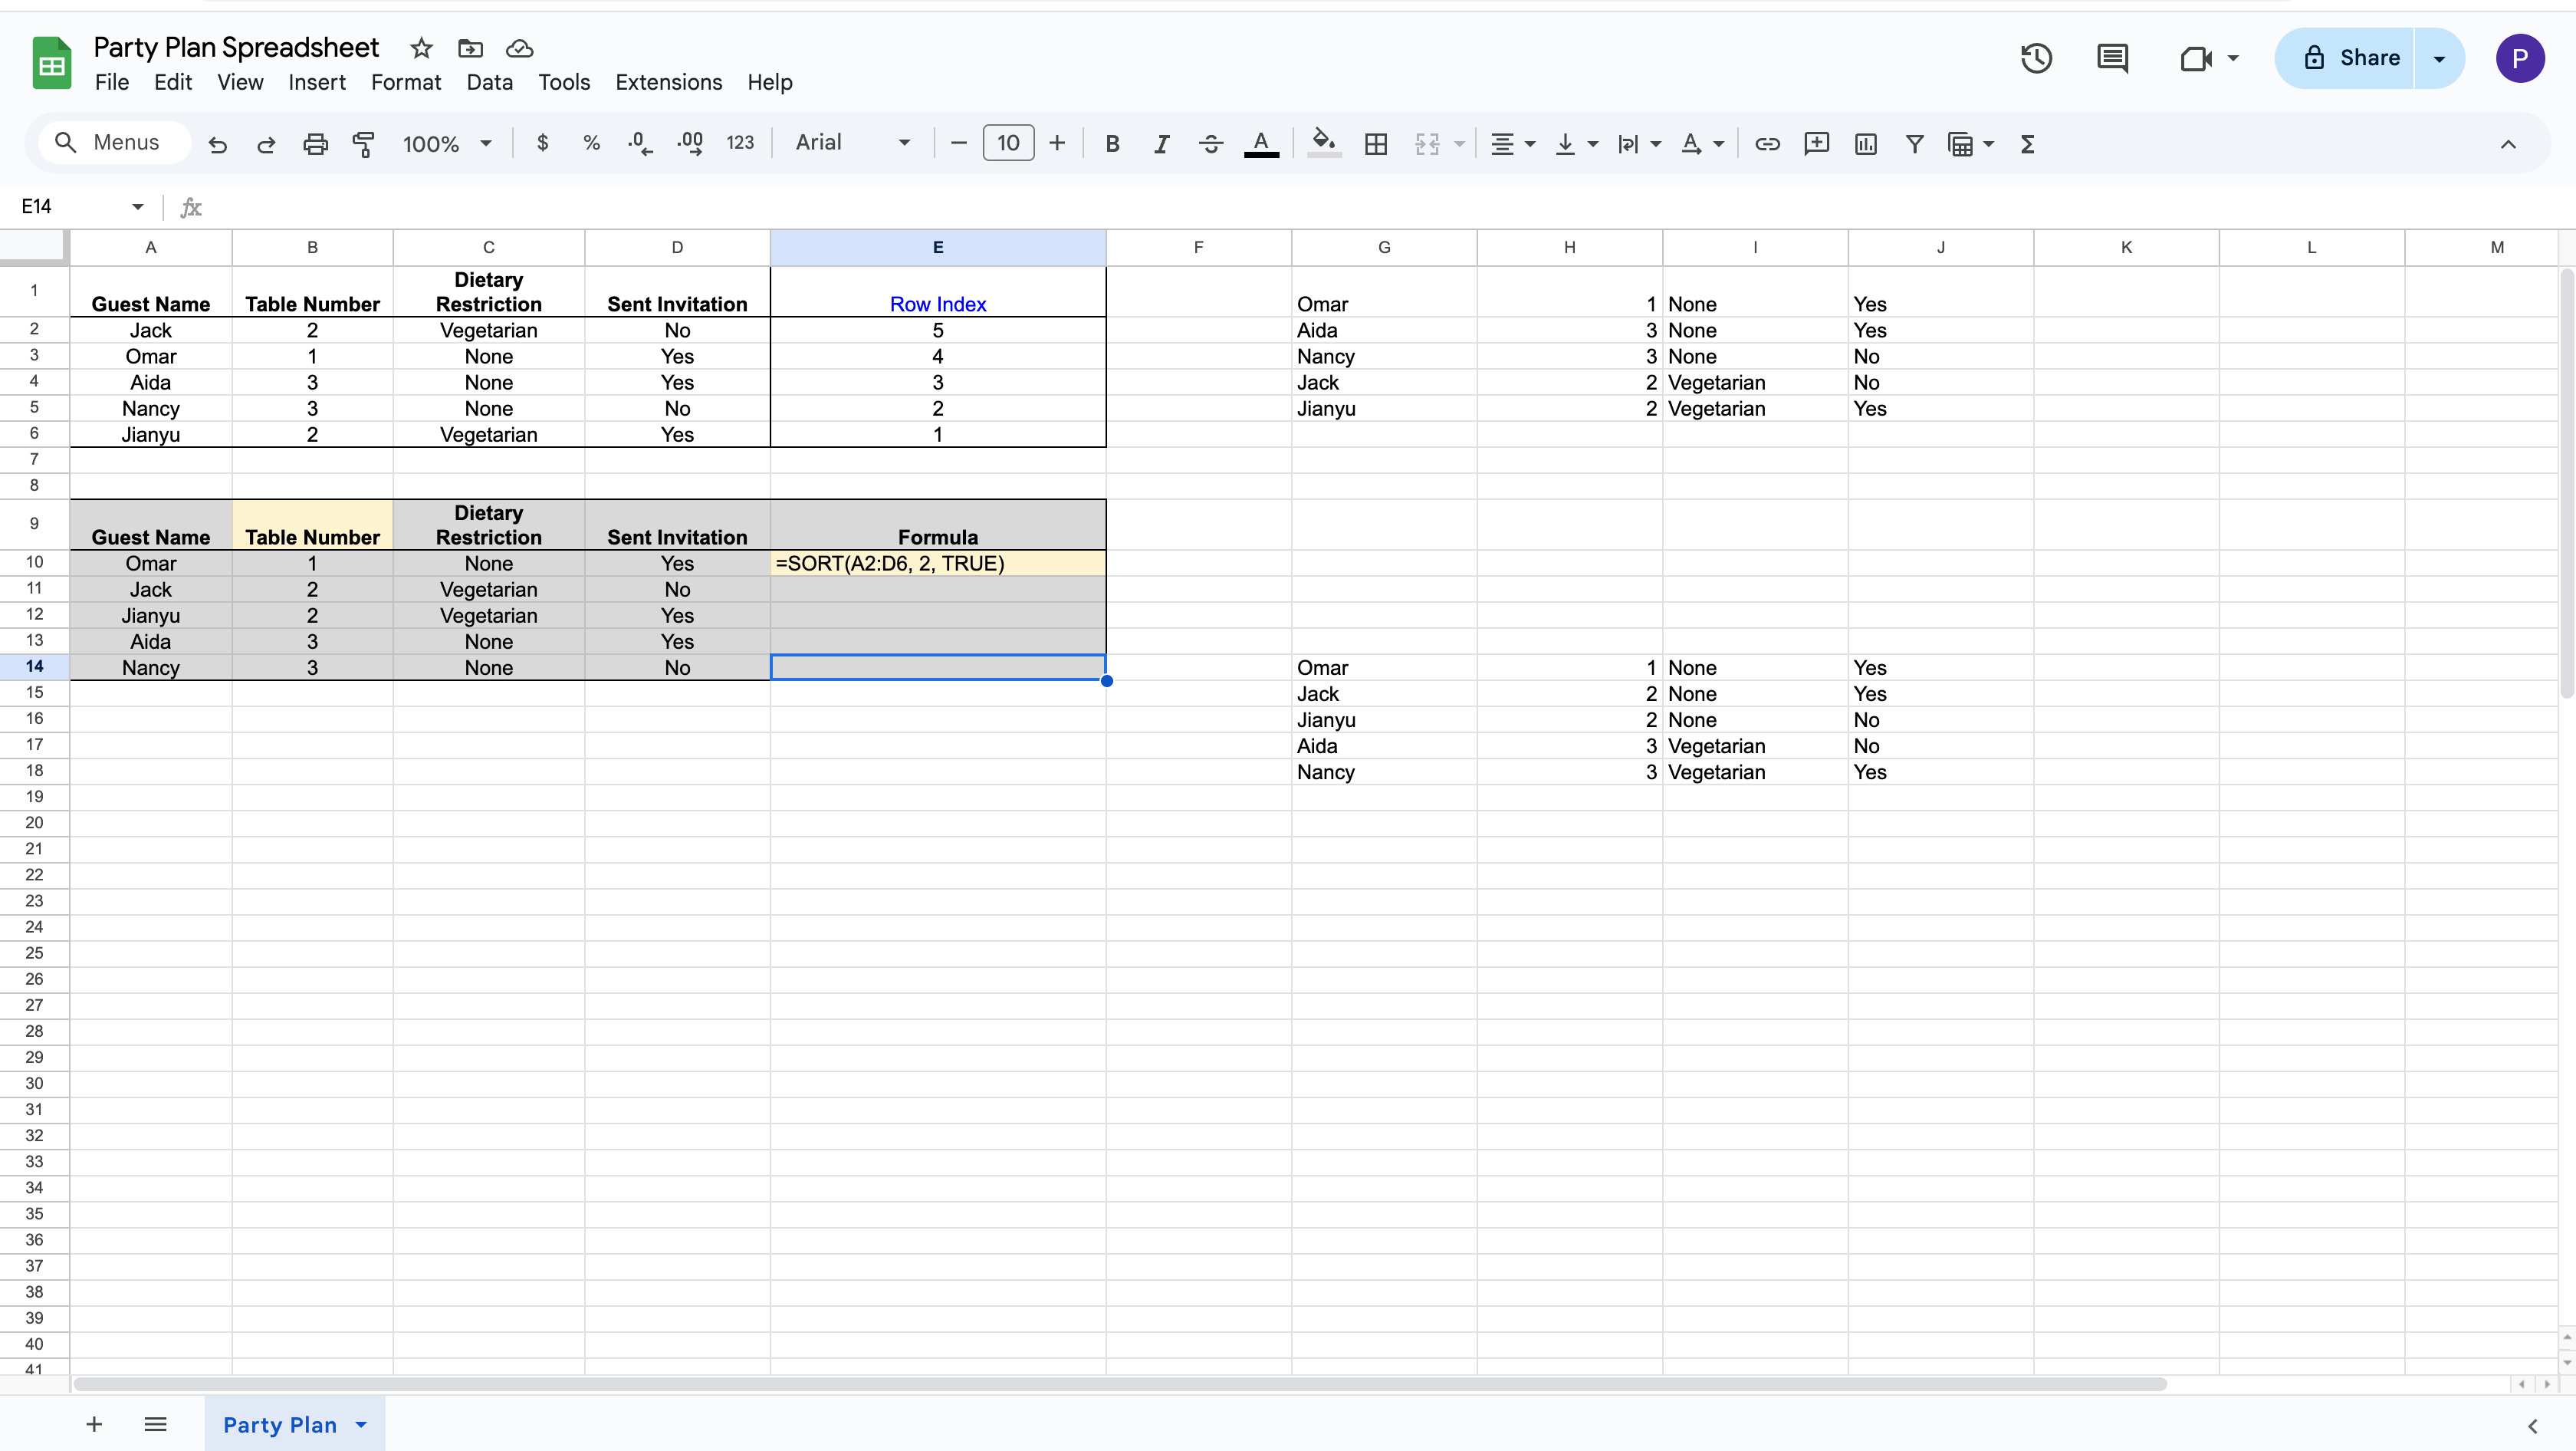 Party Plan Spreadsheet
File Edit View Insert Format Data Tools Extensions Help
Share
P
Menus 100% $ % .0 .00 123 Arial 10 B I A
E14 fx
A B C D E F G H I J K L M
1 Guest Name Table Number Dietary Restriction Sent Invitation Row Index Omar 1 None Yes
2 Jack 2 Vegetarian No 5 Aida 3 None Yes
3 Omar 1 None Yes 4 Nancy 3 None No
4 Aida 3 None Yes 3 Jack 2 Vegetarian No
5 Nancy 3 None No 2 Jianyu 2 Vegetarian Yes
6 Jianyu 2 Vegetarian Yes 1
7
8
9 Guest Name Table Number Dietary Restriction Sent Invitation Formula
10 Omar 1 None Yes =SORT(A2:D6, 2, TRUE)
11 Jack 2 Vegetarian No
12 Jianyu 2 Vegetarian Yes
13 Aida 3 None Yes
14 Nancy 3 None No Omar 1 None Yes
15 Jack 2 None Yes
16 Jianyu 2 None No
17 Aida 3 Vegetarian No
18 Nancy 3 Vegetarian Yes
19
20
21
22
23
24
25
26
27
28
29
30
31
32
33
34
35
36
37
38
39
40
41
Party Plan